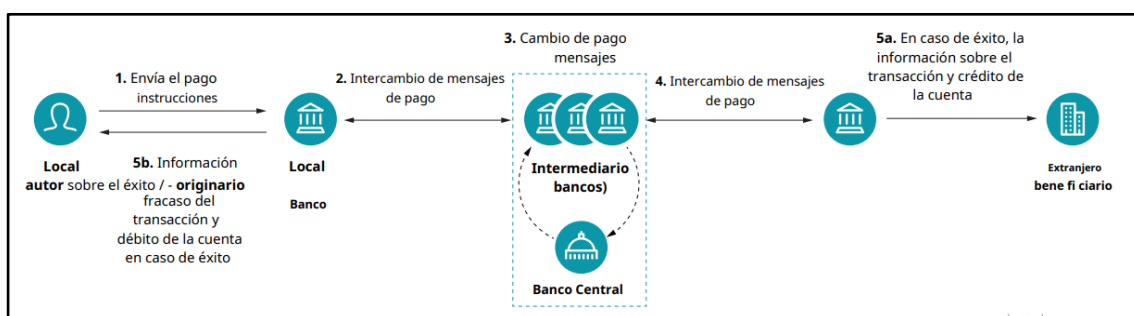 1. Envía el pago
instrucciones
2. Intercambio de mensajes
de pago
3. Cambio de pago
mensajes
4. Intercambio de mensajes
de pago
5a. En caso de éxito, la
información sobre el
transacción y crédito de
la cuenta
Local
autor sobre el éxito / - originario
5b. Información
fracaso del
transacción y
débito de la cuenta
en caso de éxito
Local
Banco
Intermediario
bancos)
Banco Central
Extranjero
bene fi ciario